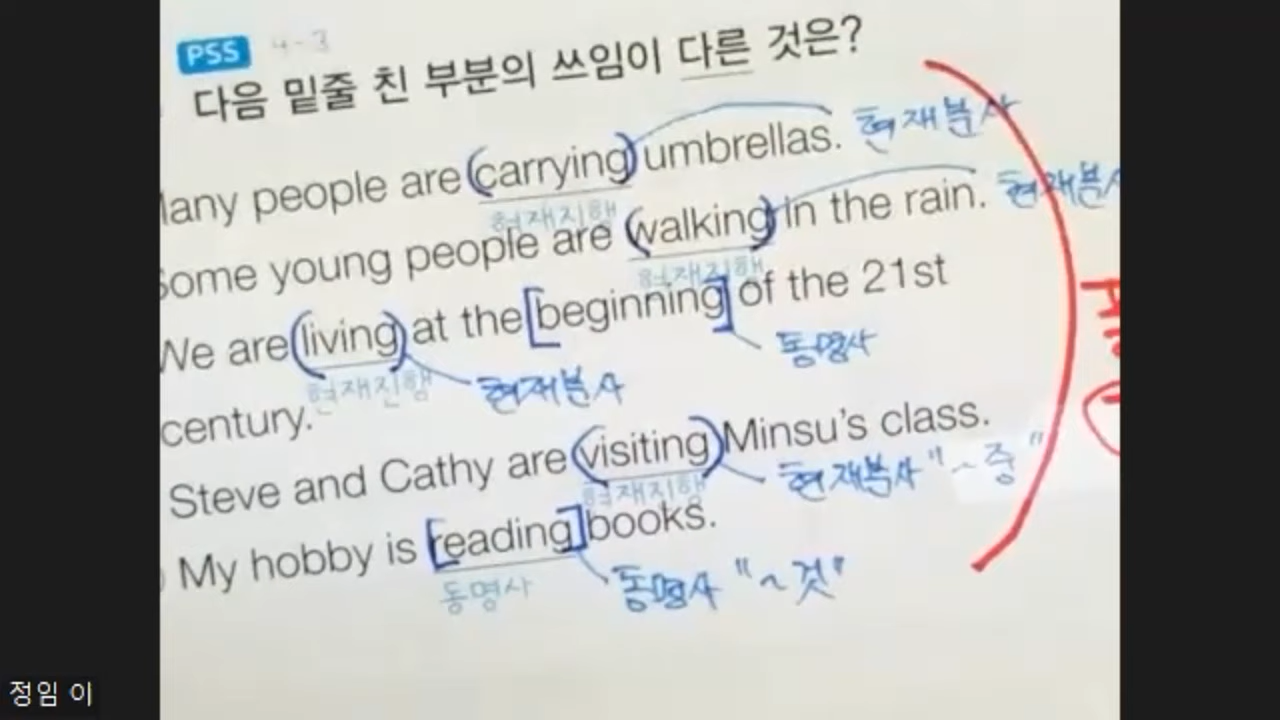 PSS 4-3
다음 밑줄 친 부분의 쓰임이 다른 것은?
people are (carrying) umbrellas. 현재분사
현재진행
Some young people are (walking) in the rain. 현재분사
현재진행
We are (living) at the [beginning] of the 21st
동명사
현재진행 현재분사
century.
Steve and Cathy are (visiting) Minsu's class.
현재진행 현재분사 "~중"
My hobby is [reading] books.
동명사 동명사 "~것"
정임 이